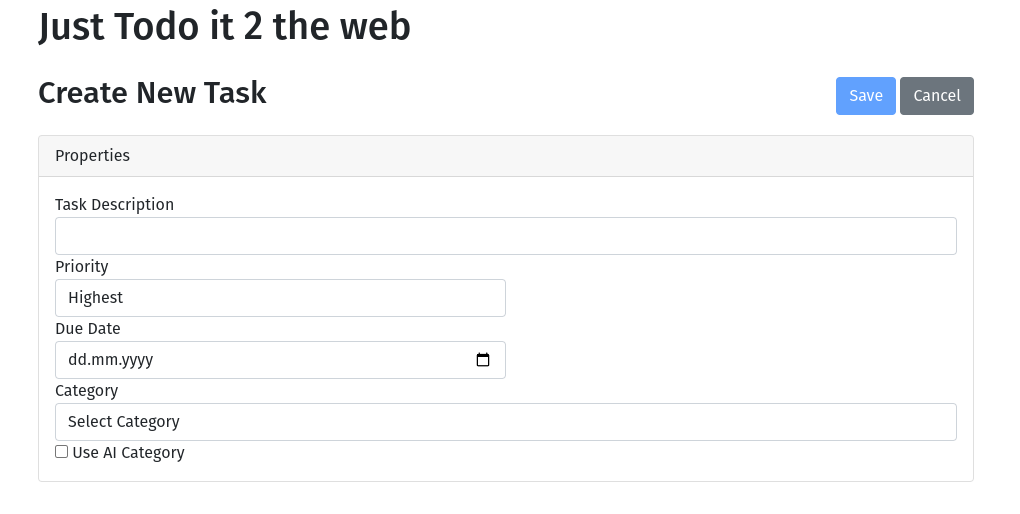 Just Todo it 2 the web
Create New Task
Save Cancel
Properties
Task Description
Priority
Highest
Due Date
dd.mm.yyyy
Category
Select Category
Use AI Category